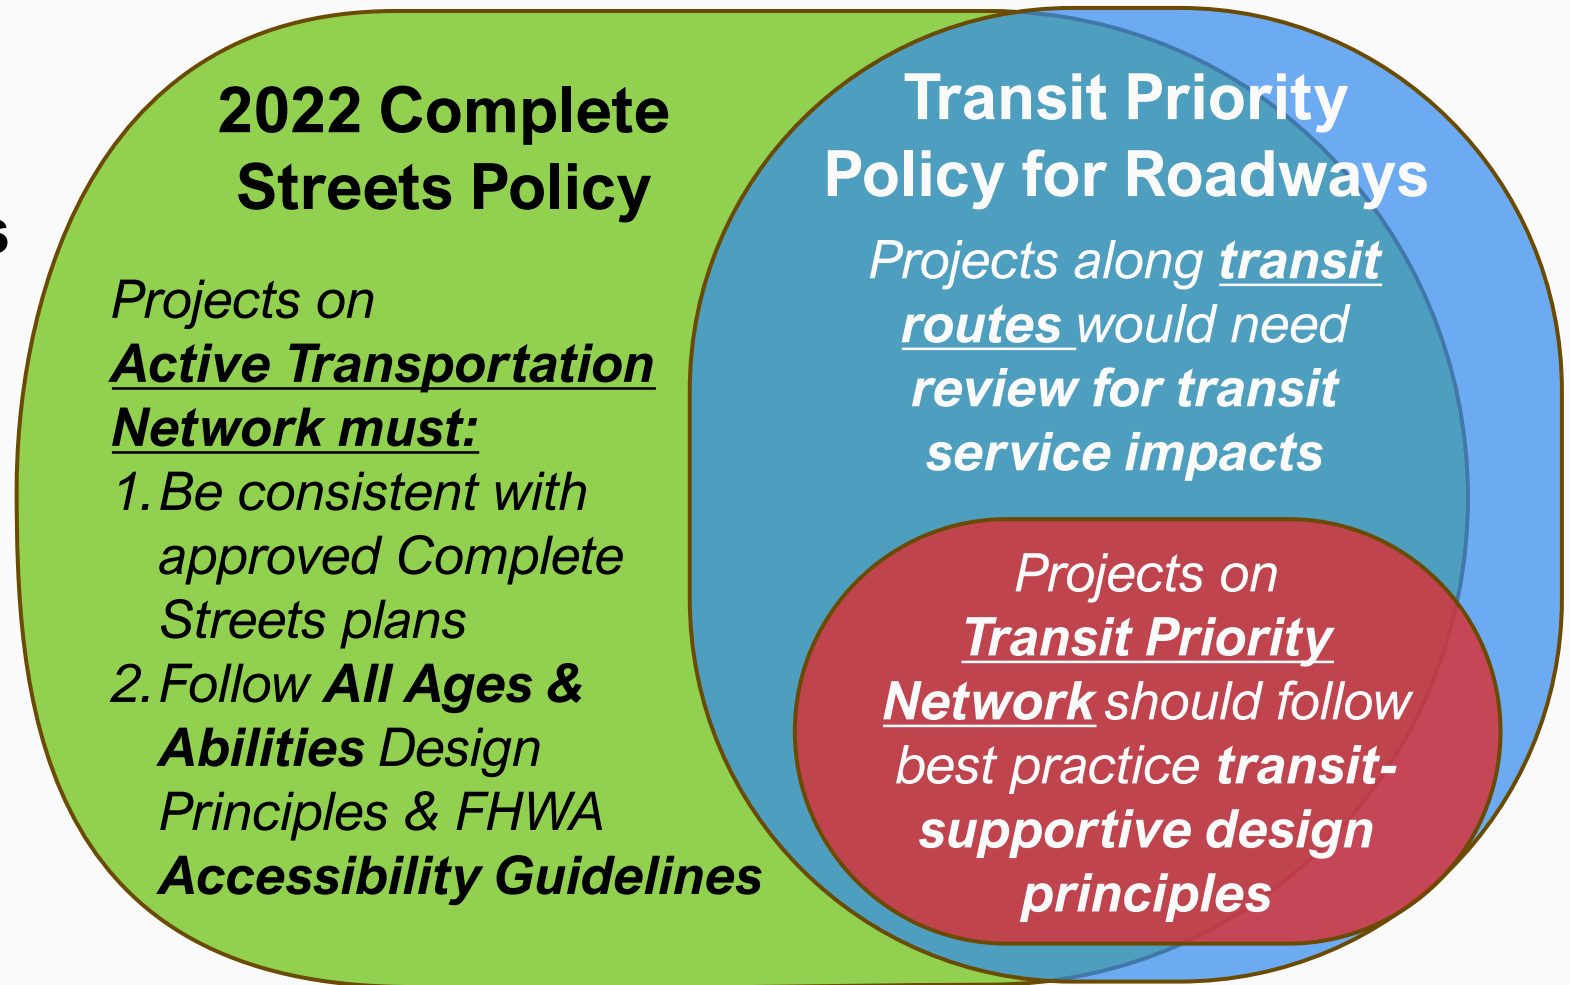 2022 Complete
Streets Policy
s
Projects on
Active Transportation
Network must:
1. Be consistent with
approved Complete
Streets plans
2. Follow All Ages &
Abilities Design
Principles & FHWA
Accessibility Guidelines
Transit Priority
Policy for Roadways
Projects along transit
routes would need
review for transit
service impacts
Projects on
Transit Priority
Network should follow
best practice transit-
supportive design
principles